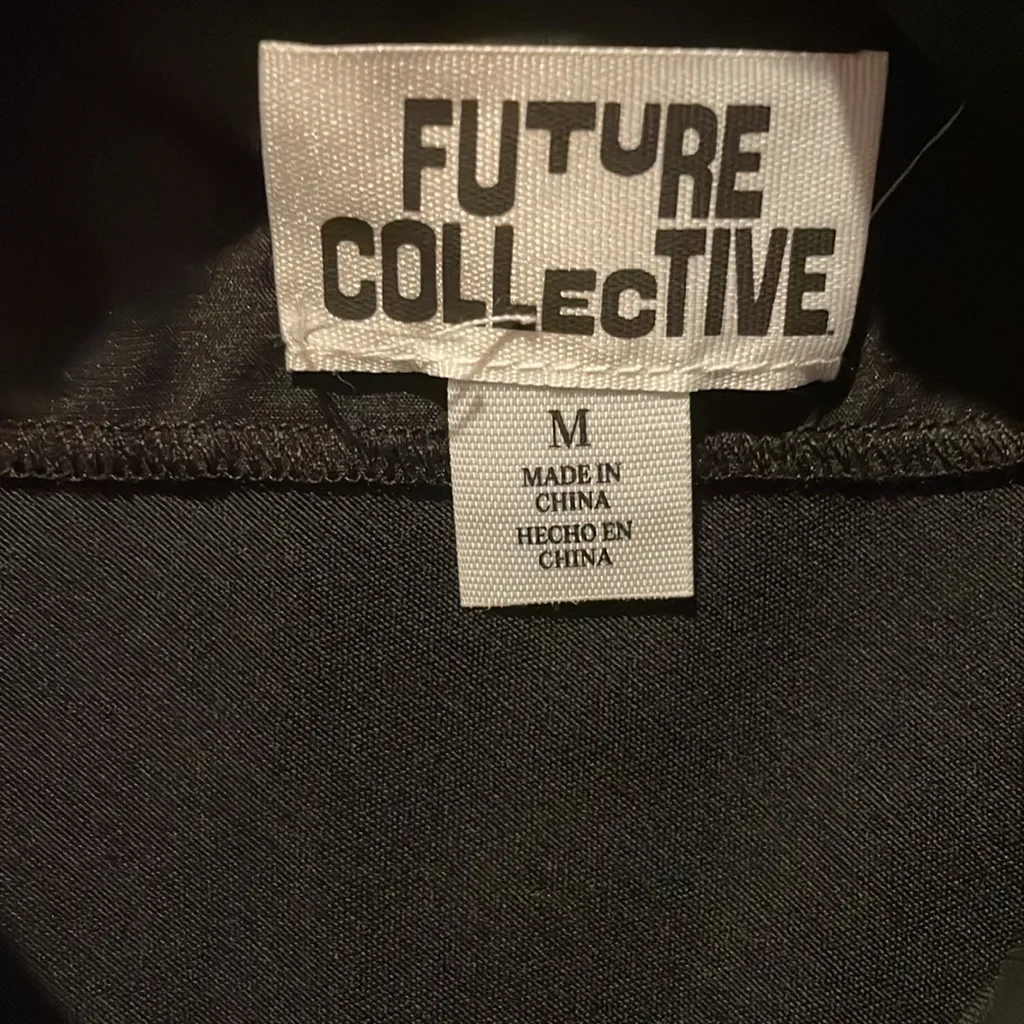 FUTURE
COLLECTIVE.
M
MADE IN
CHINA
HECHO EN
CHINA